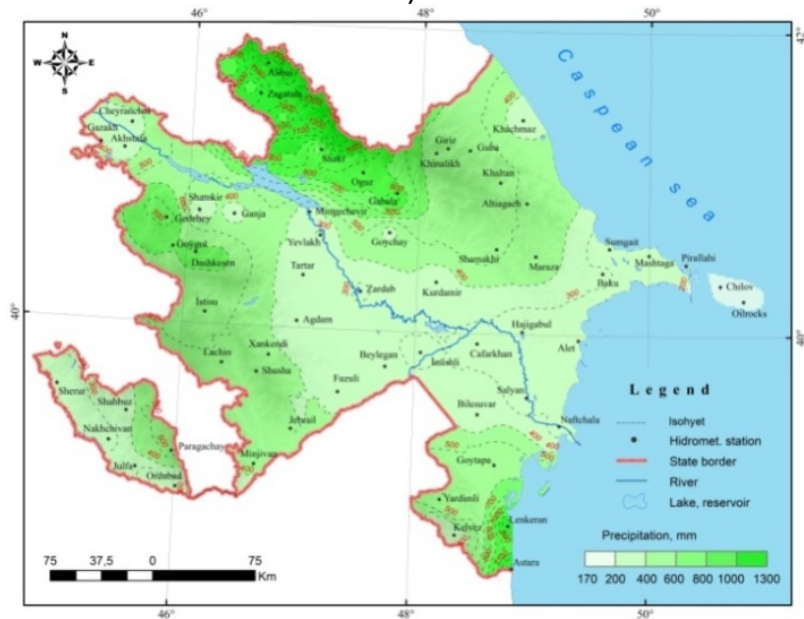 46°
48°
50°
42°
N
W E
S
Caspean sea
Zagatala
Cheyranchol
Gazakh
Akhstafa
Khachmaz
Giriz
Guba
Khinalikh
Shaki
Oguz
Khaltan
Gabala
Altiagach
Shamkir
Gedebey
Ganja
Mingechevir
Goygol
Yevlakh
Goychay
Dashkesen
Shamakhi
Maraza
Sumgait
Mashtaga
Pirallahi
Tartar
Baku
Chilov
Zardab
Kurdamir
Oilrocks
Istisu
40°
Agdam
Hajigabul
40°
Xankendi
Lachin
Beylegan
Imishli
Cafarkhan
Alet
Shusha
Legend
Sherur
Fuzuli
Salyan
Shahbuz
Bilesuvar
Isohyet
Nakhchivan
Jebrail
Neftchala
Hidromet. station
Paragachay
State border
Julfa
Minjivan
Goytapa
River
Ordubad
Yardimli
Lake, reservoir
Lenkeran
Kelvez
Precipitation, mm
75 37,5 0 75
Km
Astara
170 200 400 600 800 1000 1300
46°
48°
50°